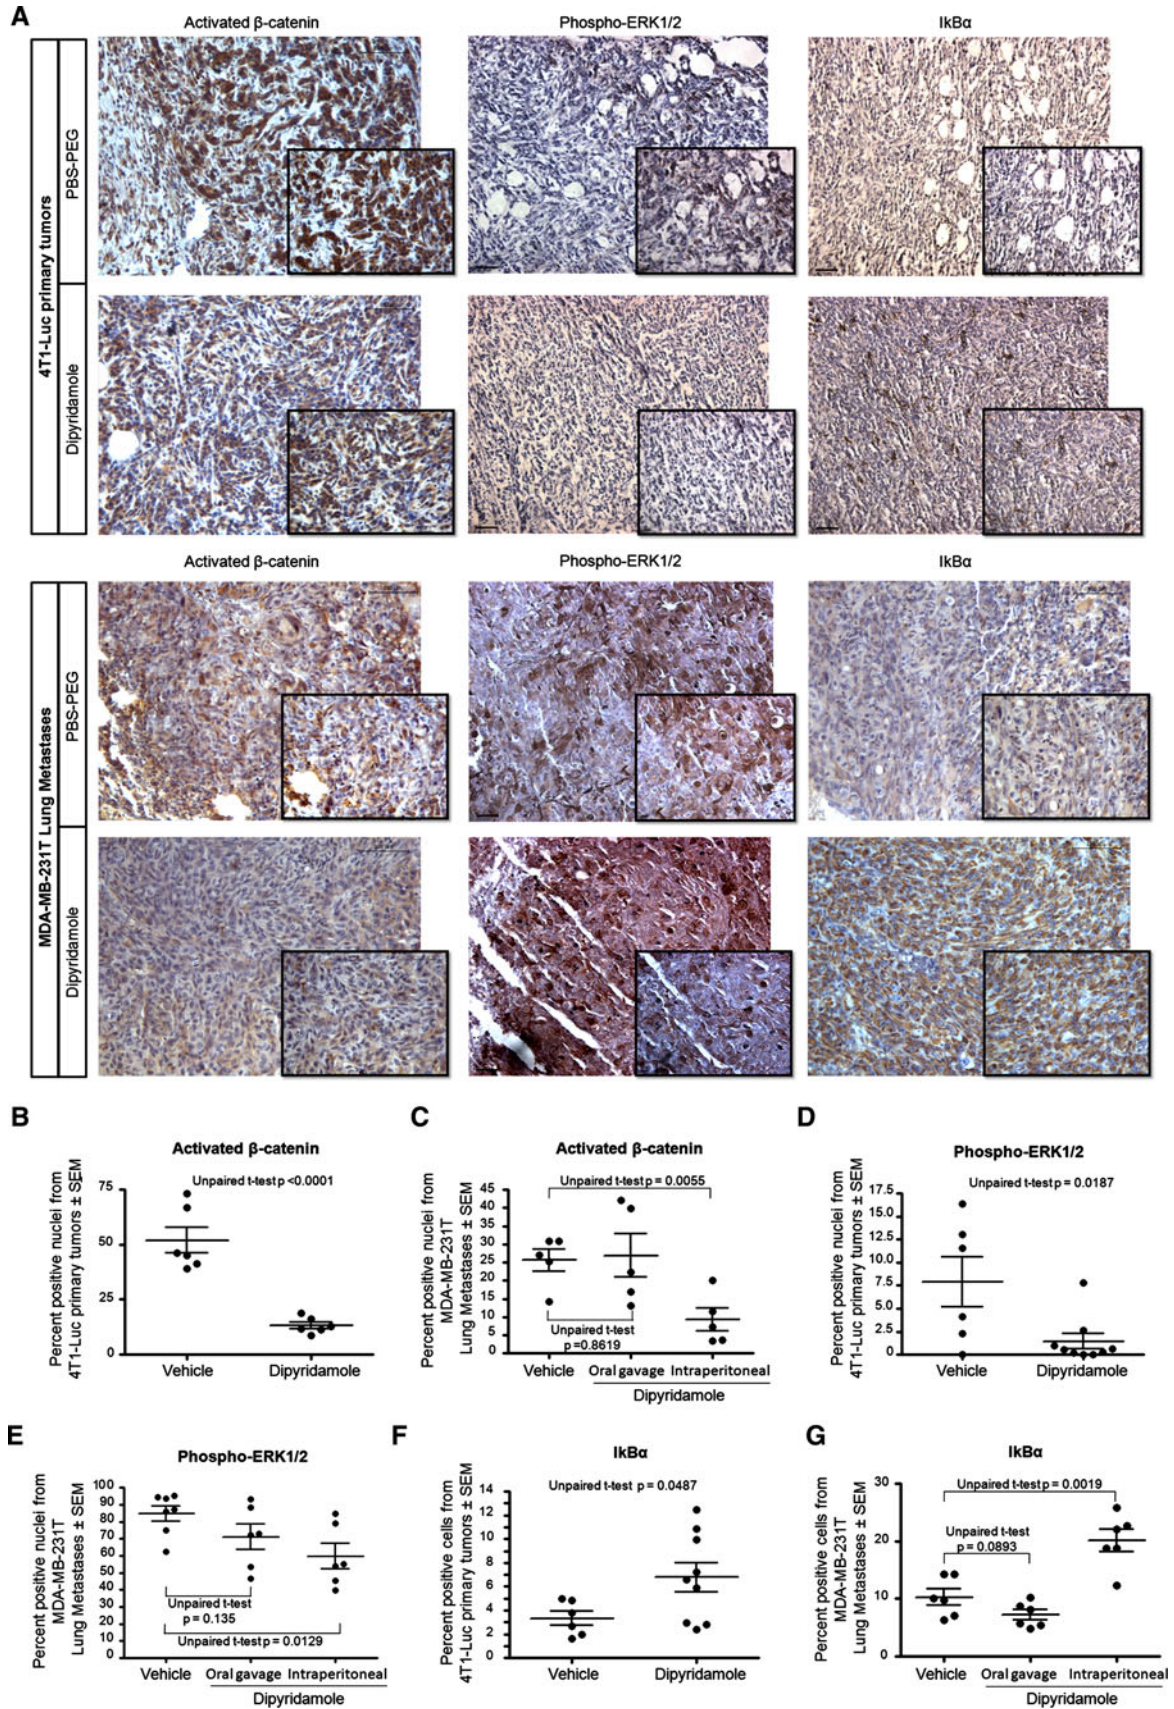 A
Activated β-catenin
Phospho-ERK1/2
IkBα
4T1-Luc primary tumors
PBS-PEG
Dipyridamole
Activated β-catenin
Phospho-ERK1/2
IkBα
MDA-MB-231T Lung Metastases
PBS-PEG
Dipyridamole
B
Activated β-catenin
Unpaired t-test p <0.0001
Percent positive nuclei from
4T1-Luc primary tumors ± SEM
75
50
25
0
Vehicle
Dipyridamole
C
Activated β-catenin
Unpaired t-test p = 0.0055
Percent positive nuclei from
MDA-MB-231T
Lung Metastases ± SEM
45
40
35
30
25
20
15
10
5
0
Unpaired t-test
p=0.8619
Vehicle
Oral gavage
Intraperitoneal
Dipyridamole
D
Phospho-ERK1/2
Unpaired t-test p = 0.0187
Percent positive nuclei from
4T1-Luc primary tumors ± SEM
17.5
15.0
12.5
10.0
7.5
5.0
2.5
0.0
Vehicle
Dipyridamole
E
Phospho-ERK1/2
Percent positive nuclei from
MDA-MB-231T
Lung Metastases ± SEM
100
90
80
70
60
50
40
30
20
10
0
Unpaired t-test
p = 0.135
Unpaired t-test p = 0.0129
Vehicle
Oral gavage
Intraperitoneal
Dipyridamole
F
IkBα
Unpaired t-test p = 0.0487
Percent positive cells from
4T1-Luc primary tumors ± SEM
14
12
10
8
6
4
2
0
Vehicle
Dipyridamole
G
IkBα
Unpaired t-test p = 0.0019
Unpaired t-test
p = 0.0893
Percent positive cells from
MDA-MB-231T
Lung Metastases ± SEM
30
20
10
0
Vehicle
Oral gavage
Intraperitoneal
Dipyridamole